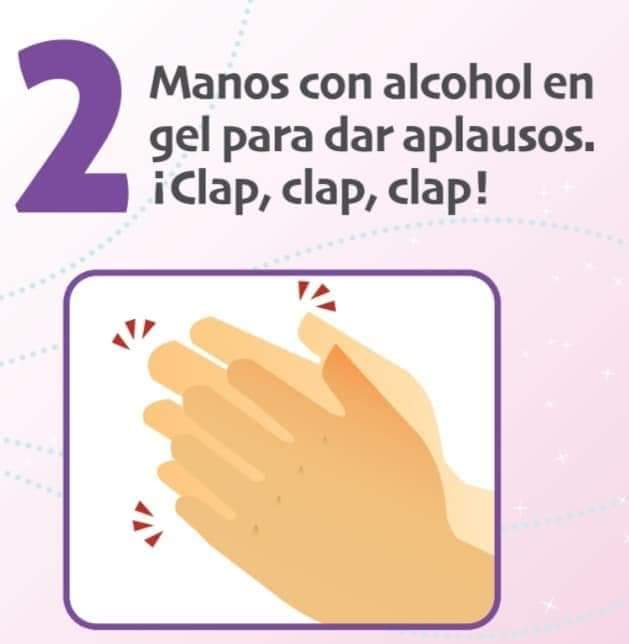 2
Manos con alcohol en
gel para dar aplausos.
¡Clap, clap, clap!